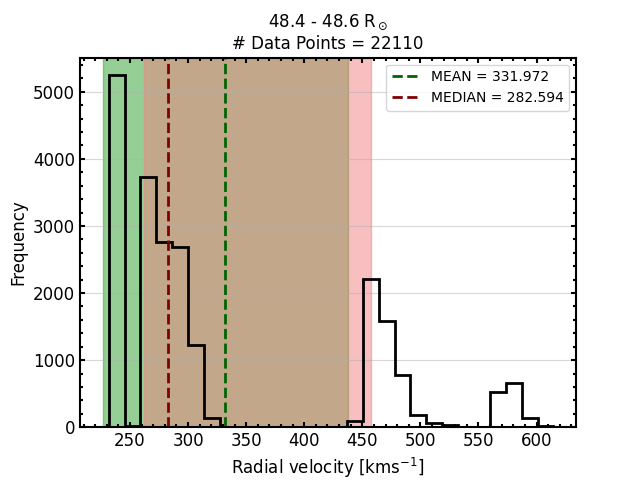 48.4 - 48.6 R⊙
# Data Points = 22110
MEAN = 331.972
MEDIAN = 282.594
Frequency
5000
4000
3000
2000
1000
0
250 300 350 400 450 500 550 600
Radial velocity [kms⁻¹]